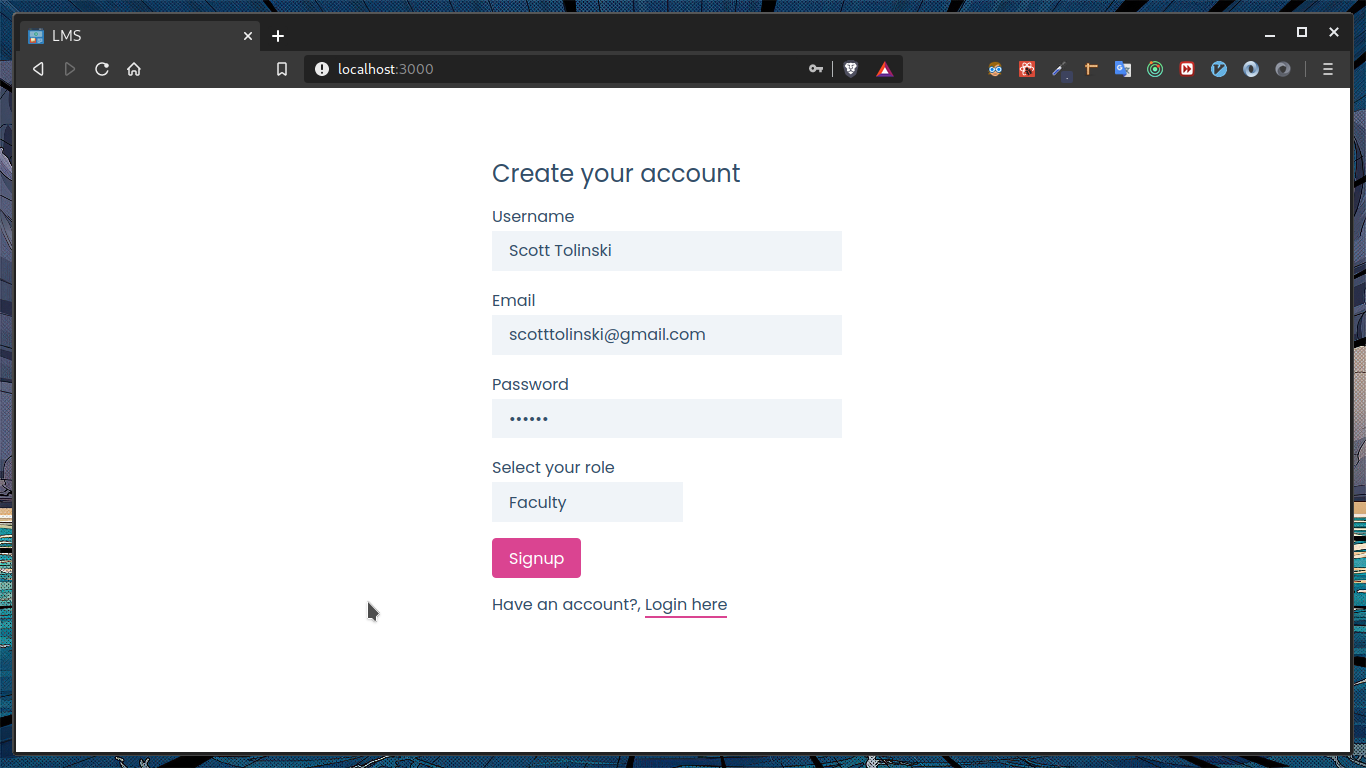 LMS
localhost:3000
Create your account
Username
Scott Tolinski
Email
scotttolinski@gmail.com
Password
••••••
Select your role
Faculty
Signup
Have an account?, Login here